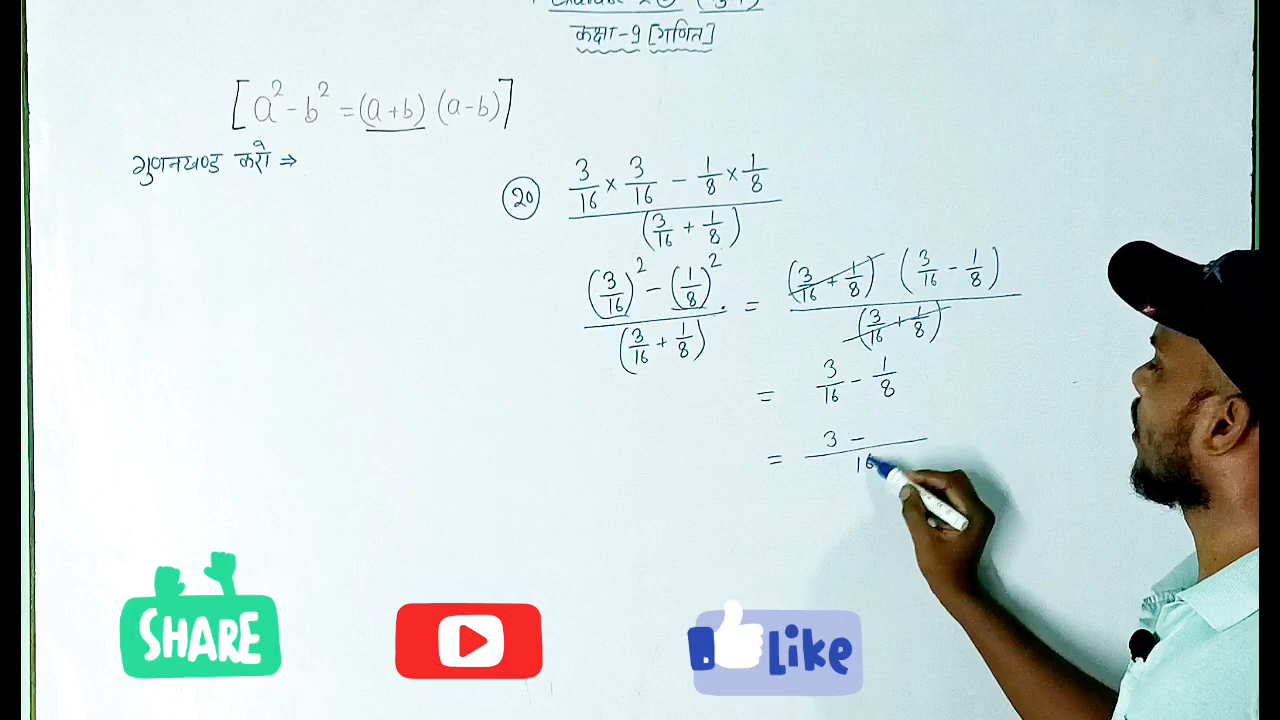 कक्षा-9 [गणित]
[a² - b² = (a+b) (a-b)]
गुणनखण्ड करो ⇒
(20) (3/16 × 3/16 - 1/8 × 1/8) / (3/16 + 1/8)
((3/16)² - (1/8)²) / (3/16 + 1/8) . = ((3/16 + 1/8) (3/16 - 1/8)) / (3/16 + 1/8)
= 3/16 - 1/8
= (3 -) / 16
SHARE
Like